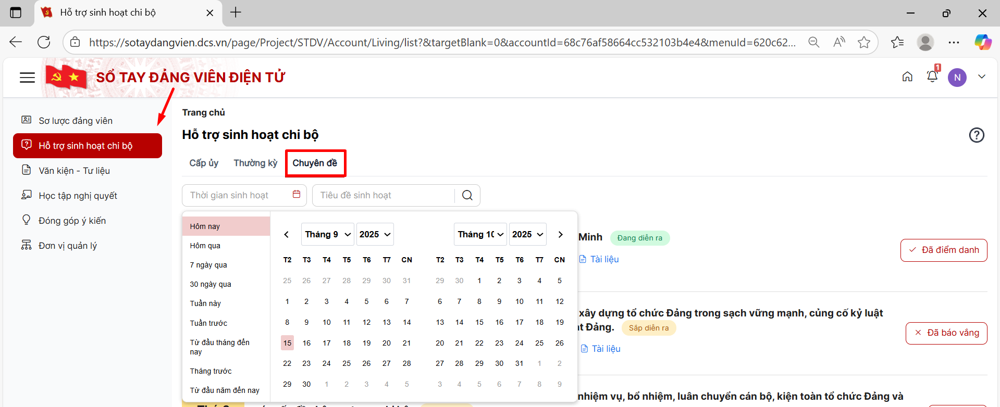 Hỗ trợ sinh hoạt chi bộ
https://sotaydangvien.dcs.vn/page/Project/STDV/Account/Living/list?&targetBlank=0&accountId=68c76af58664cc532103b4e4&menuId=620c62...
SỔ TAY ĐẢNG VIÊN ĐIỆN TỬ
1
N
Sơ lược đảng viên
Hỗ trợ sinh hoạt chi bộ
Văn kiện - Tư liệu
Học tập nghị quyết
Đóng góp ý kiến
Đơn vị quản lý
Trang chủ
Hỗ trợ sinh hoạt chi bộ
Cấp ủy Thường kỳ Chuyên đề
Thời gian sinh hoạt Tiêu đề sinh hoạt
Hôm nay
Hôm qua
7 ngày qua
30 ngày qua
Tuần này
Tuần trước
Từ đầu tháng đến
nay
Tháng trước
Từ đầu năm đến nay
Tháng 9 2025
T2 T3 T4 T5 T6 T7 CN
25 26 27 28 29 30 31
1 2 3 4 5 6 7
8 9 10 11 12 13 14
15 16 17 18 19 20 21
22 23 24 25 26 27 28
29 30 1 2 3 4 5
Tháng 10 2025
T2 T3 T4 T5 T6 T7 CN
29 30 1 2 3 4 5
6 7 8 9 10 11 12
13 14 15 16 17 18 19
20 21 22 23 24 25 26
27 28 29 30 31 1 2
3 4 5 6 7 8 9
Minh Đang diễn ra
Tài liệu
Đã điểm danh
xây dựng tổ chức Đảng trong sạch vững mạnh, củng cố kỷ luật
Đảng. Sắp diễn ra
Tài liệu
Đã báo vắng
nhiệm vụ, bổ nhiệm, luân chuyển cán bộ, kiện toàn tổ chức Đảng và